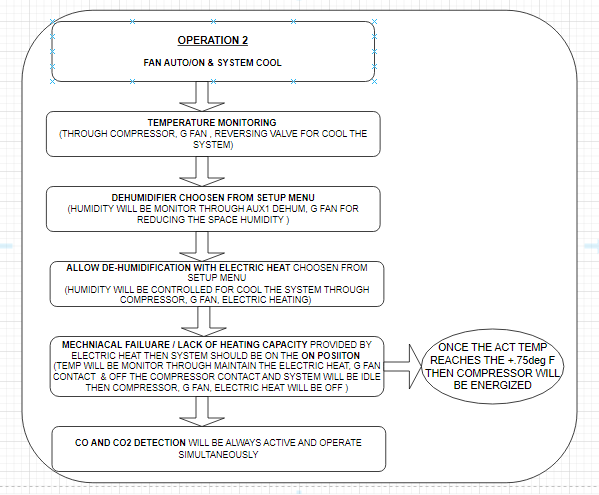 OPERATION 2
FAN AUTO/ON & SYSTEM COOL
TEMPERATURE MONITORING
(THROUGH COMPRESSOR, G FAN , REVERSING VALVE FOR COOL THE
SYSTEM)
DEHUMIDIFIER CHOOSEN FROM SETUP MENU
(HUMIDITY WILL BE MONITOR THROUGH AUX1 DEHUM, G FAN FOR
REDUCING THE SPACE HUMIDITY )
ALLOW DE-HUMIDIFICATION WITH ELECTRIC HEAT CHOOSEN FROM
SETUP MENU
(HUMIDITY WILL BE CONTROLLED FOR COOL THE SYSTEM THROUGH
COMPRESSOR, G FAN, ELECTRIC HEATING)
MECHNIACAL FAILUARE / LACK OF HEATING CAPACITY PROVIDED BY
ELECTRIC HEAT THEN SYSTEM SHOULD BE ON THE ON POSIITON
(TEMP WILL BE MONITOR THROUGH MAINTAIN THE ELECTRIC HEAT, G FAN
CONTACT & OFF THE COMPRESSOR CONTACT AND SYSTEM WILL BE IDLE
THEN COMPRESSOR, G FAN, ELECTRIC HEAT WILL BE OFF )
ONCE THE ACT TEMP
REACHES THE +.75deg F
THEN COMPRESSOR WILL
BE ENERGIZED
CO AND CO2 DETECTION WILL BE ALWAYS ACTIVE AND OPERATE
SIMULTANEOUSLY